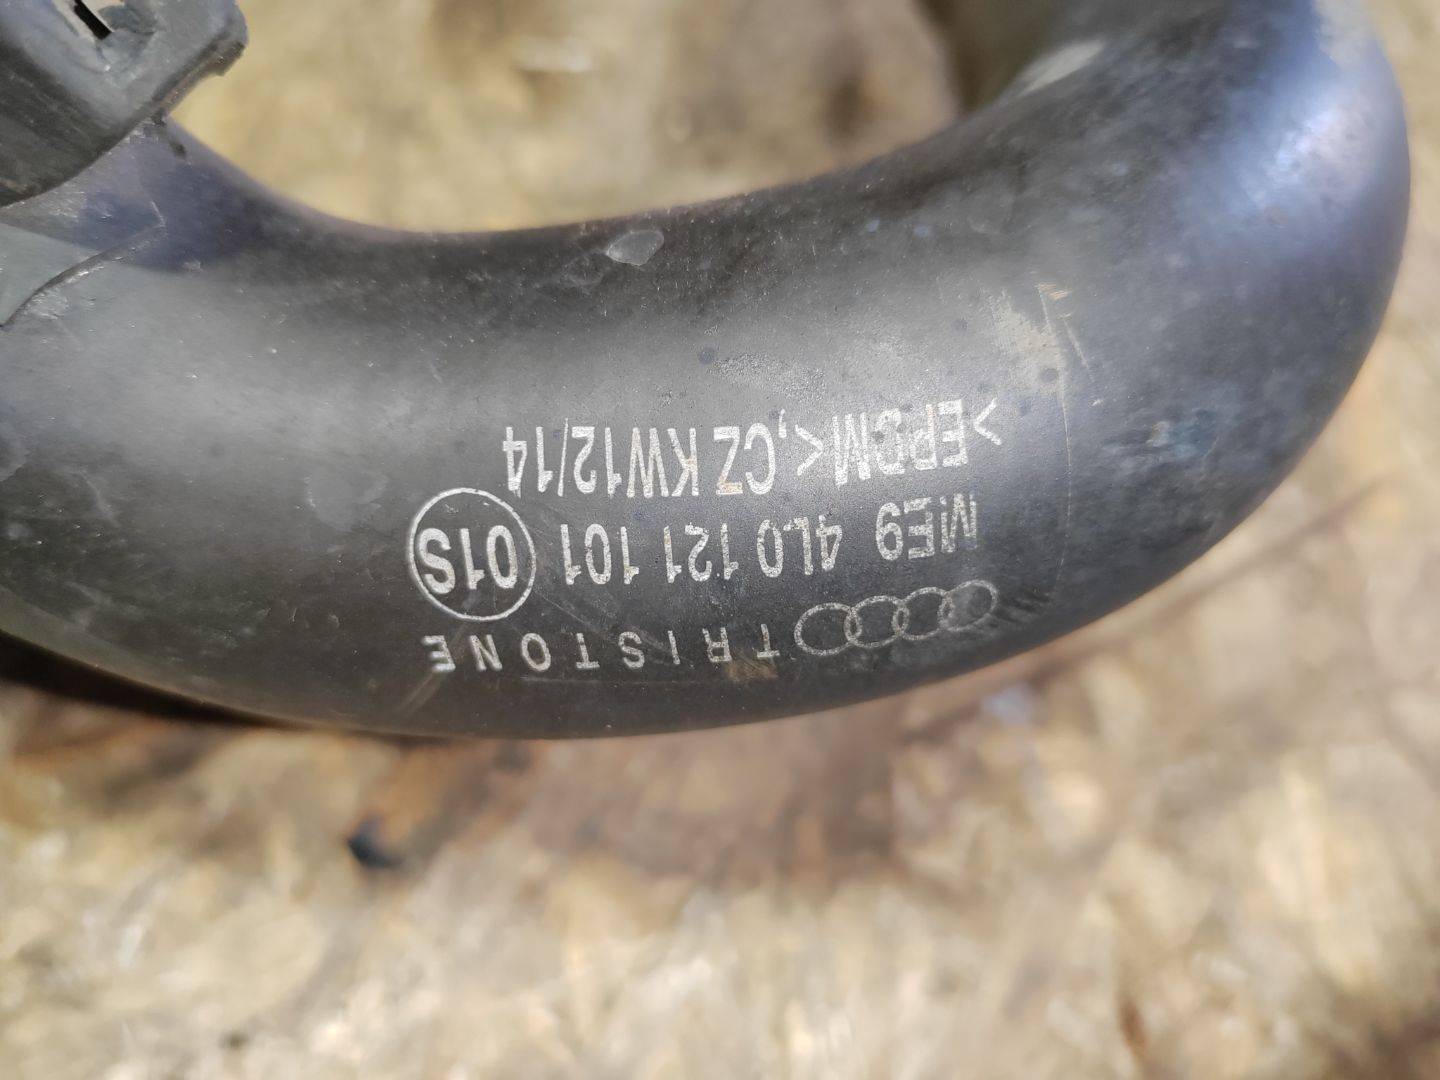 TRISTONE
ME9 4L0 121 101 01S
>EPDM<,CZ KW12/14